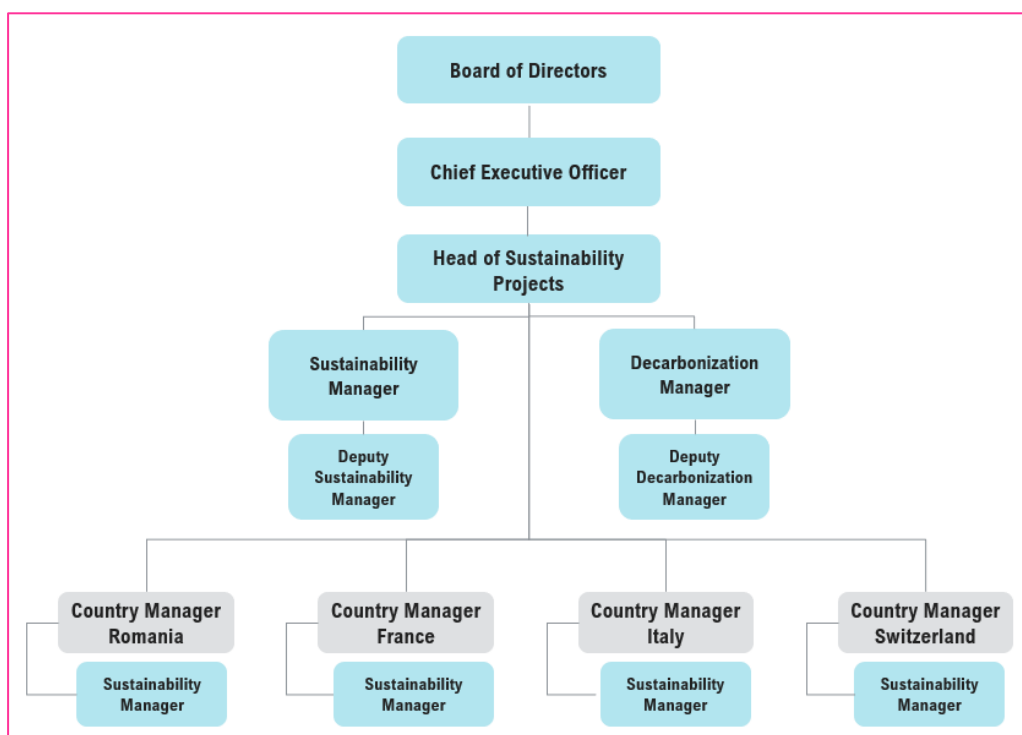 Board of Directors
Chief Executive Officer
Head of Sustainability
Projects
Sustainability
Manager
Decarbonization
Manager
Deputy
Sustainability
Manager
Deputy
Decarbonization
Manager
Country Manager
Romania
Country Manager
France
Country Manager
Italy
Country Manager
Switzerland
Sustainability
Manager
Sustainability
Manager
Sustainability
Manager
Sustainability
Manager